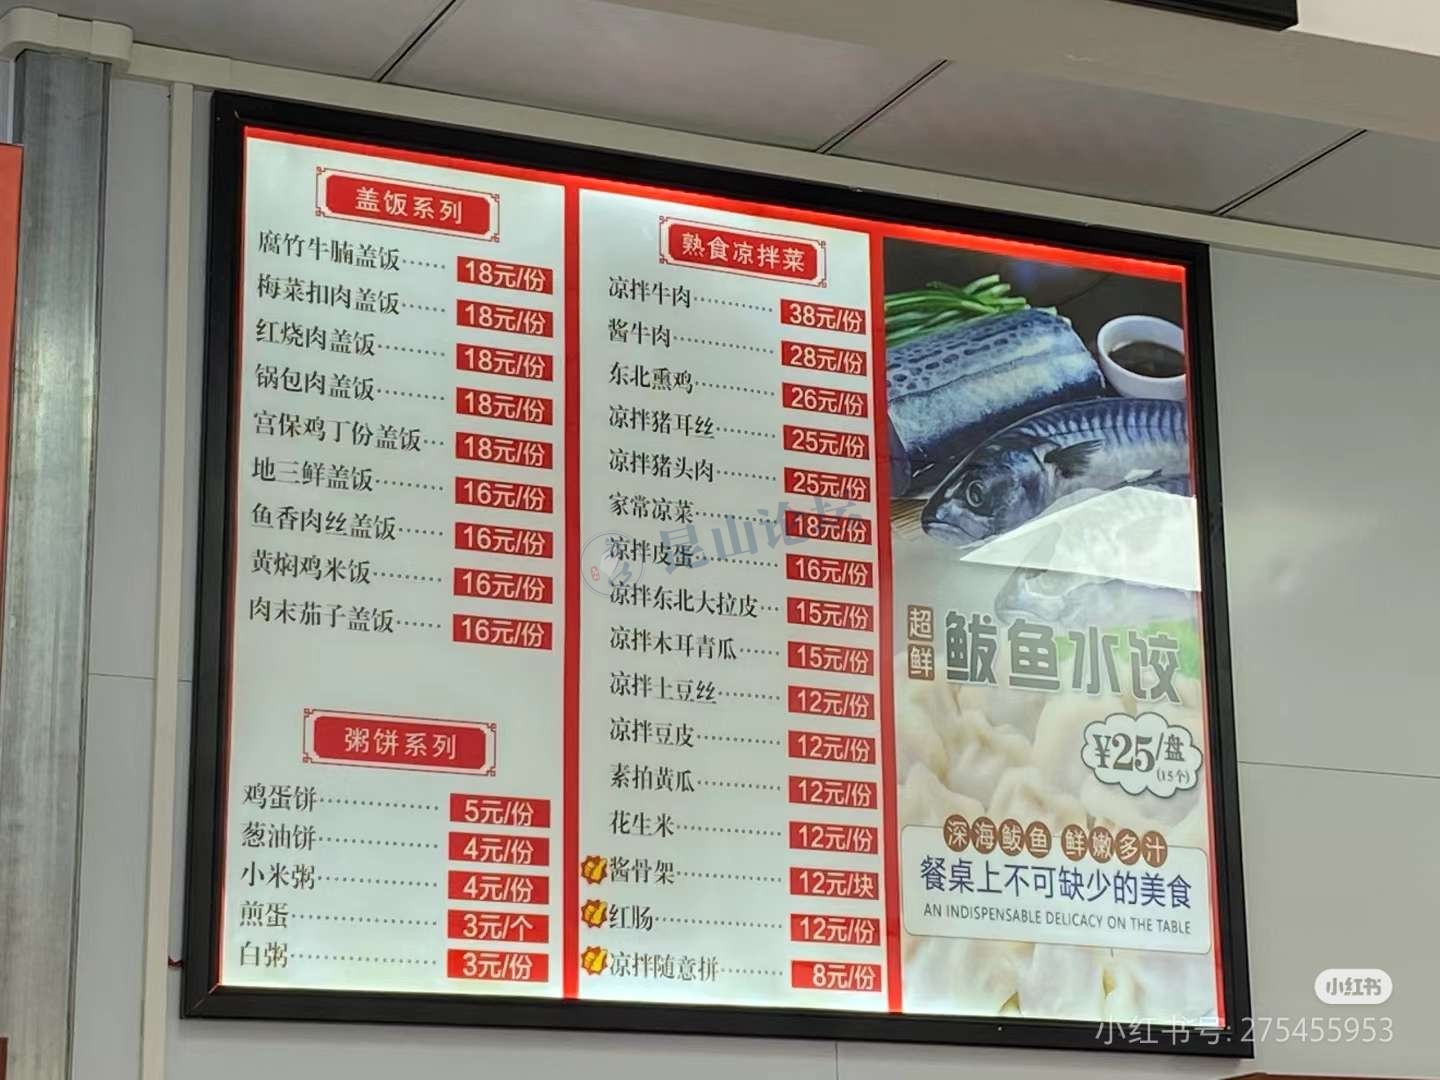 盖饭系列
腐竹牛腩盖饭…… 18元/份
梅菜扣肉盖饭…… 18元/份
红烧肉盖饭……… 18元/份
锅包肉盖饭……… 18元/份
宫保鸡丁份盖饭… 18元/份
地三鲜盖饭……… 16元/份
鱼香肉丝盖饭…… 16元/份
黄焖鸡米饭……… 16元/份
肉末茄子盖饭…… 16元/份
粥饼系列
鸡蛋饼…………… 5元/份
葱油饼…………… 4元/份
小米粥…………… 4元/份
煎蛋……………… 3元/个
白粥……………… 3元/份
熟食凉拌菜
凉拌牛肉………… 38元/份
酱牛肉…………… 28元/份
东北熏鸡………… 26元/份
凉拌猪耳丝……… 25元/份
凉拌猪头肉……… 25元/份
家常凉菜………… 18元/份
凉拌皮蛋………… 16元/份
凉拌东北大拉皮… 15元/份
凉拌木耳青瓜…… 15元/份
凉拌土豆丝……… 12元/份
凉拌豆皮………… 12元/份
素拍黄瓜………… 12元/份
花生米…………… 12元/份
酱骨架…………… 12元/块
红肠……………… 12元/份
凉拌随意拼……… 8元/份
超鲜 鲅鱼水饺
¥25/盘
(15个)
深海鲅鱼 鲜嫩多汁
餐桌上不可缺少的美食
AN INDISPENSABLE DELICACY ON THE TABLE
昆山论坛
小红书
小红书号: 275455953